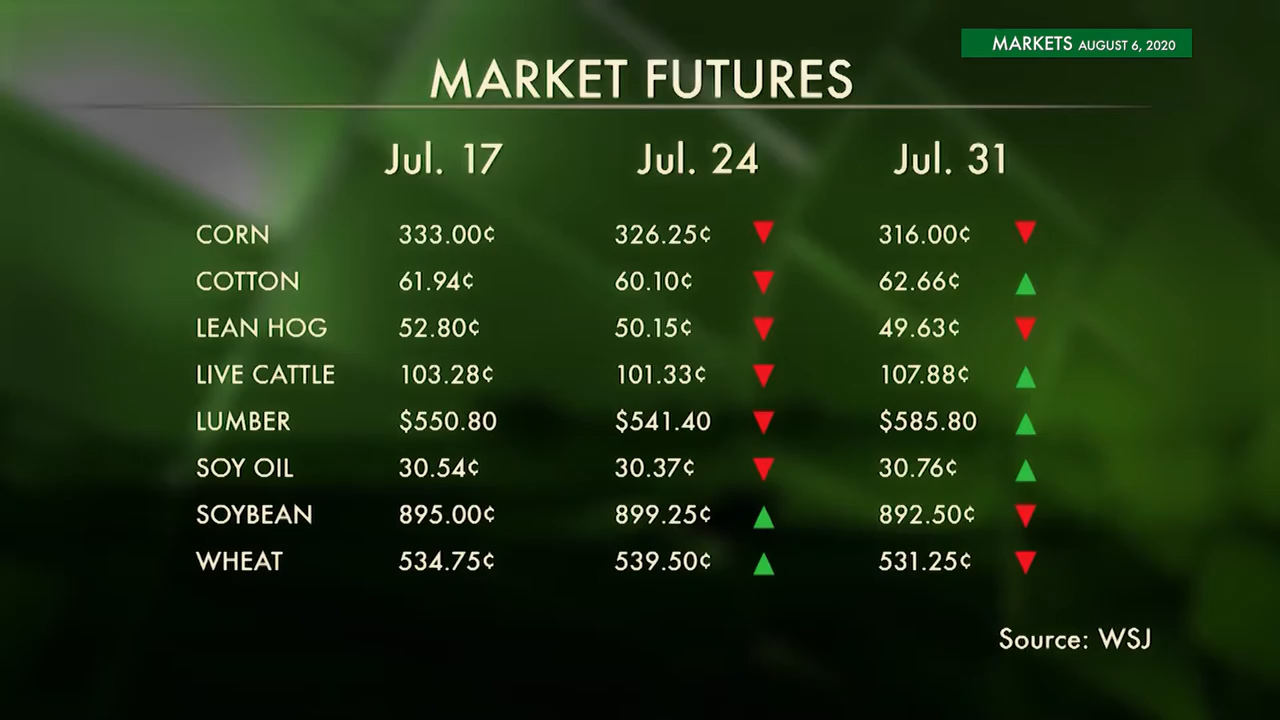 MARKETS AUGUST 6, 2020
MARKET FUTURES
Jul. 17 Jul. 24 Jul. 31
CORN 333.00¢ 326.25¢ ▼ 316.00¢ ▼
COTTON 61.94¢ 60.10¢ ▼ 62.66¢ ▲
LEAN HOG 52.80¢ 50.15¢ ▼ 49.63¢ ▼
LIVE CATTLE 103.28¢ 101.33¢ ▼ 107.88¢ ▲
LUMBER $550.80 $541.40 ▼ $585.80 ▲
SOY OIL 30.54¢ 30.37¢ ▼ 30.76¢ ▲
SOYBEAN 895.00¢ 899.25¢ ▲ 892.50¢ ▼
WHEAT 534.75¢ 539.50¢ ▲ 531.25¢ ▼
Source: WSJ